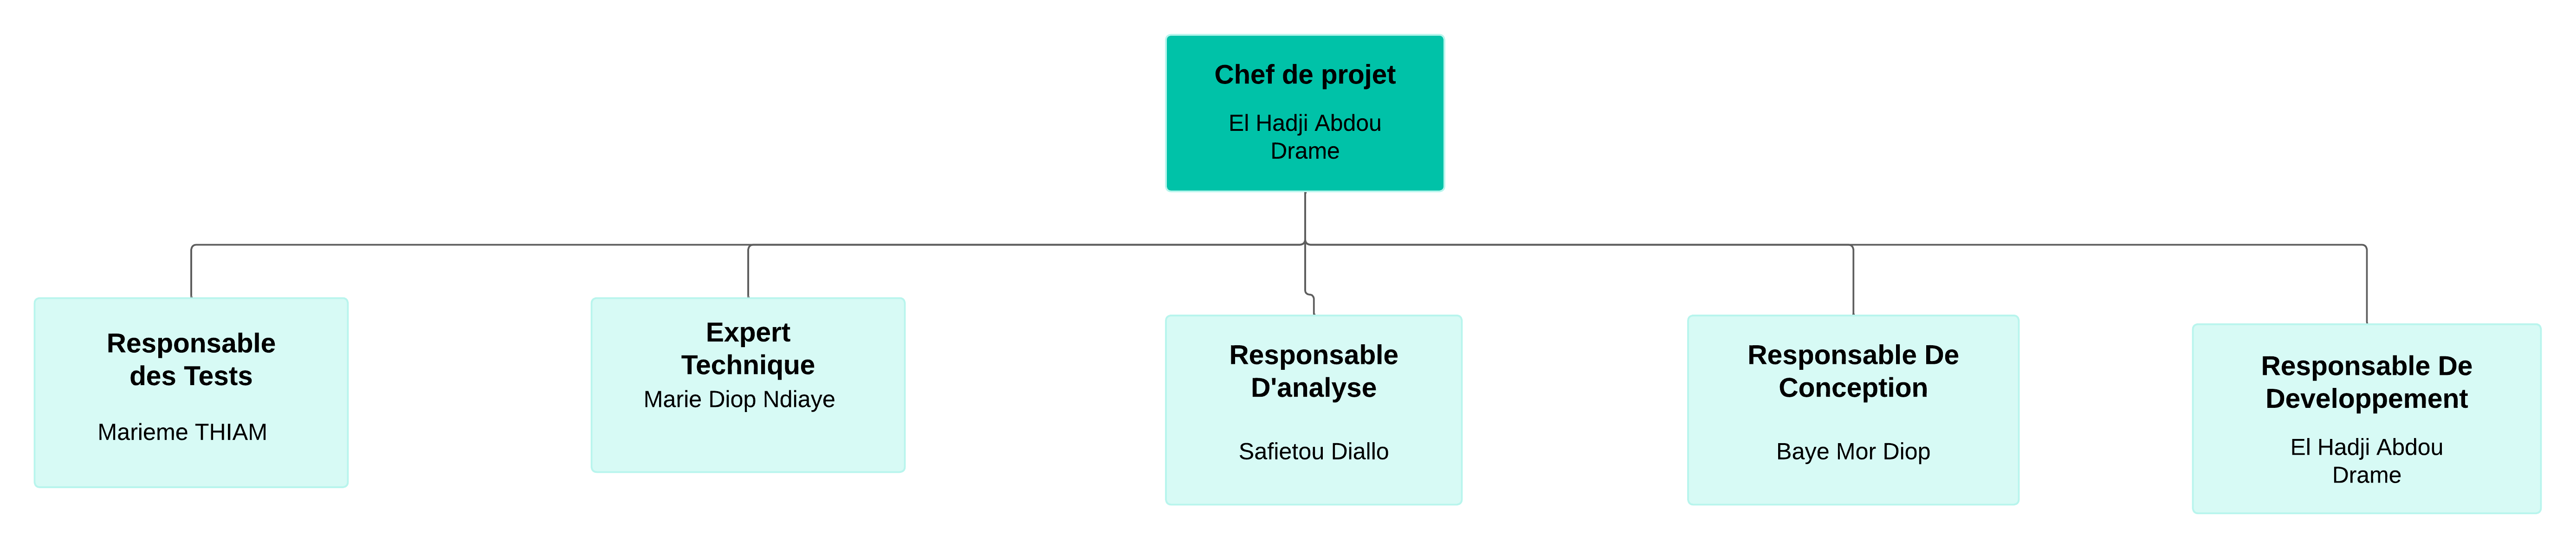 Chef de projet
El Hadji Abdou
Drame
Responsable
des Tests
Marieme THIAM
Expert
Technique
Marie Diop Ndiaye
Responsable
D'analyse
Safietou Diallo
Responsable De
Conception
Baye Mor Diop
Responsable De
Developpement
El Hadji Abdou
Drame